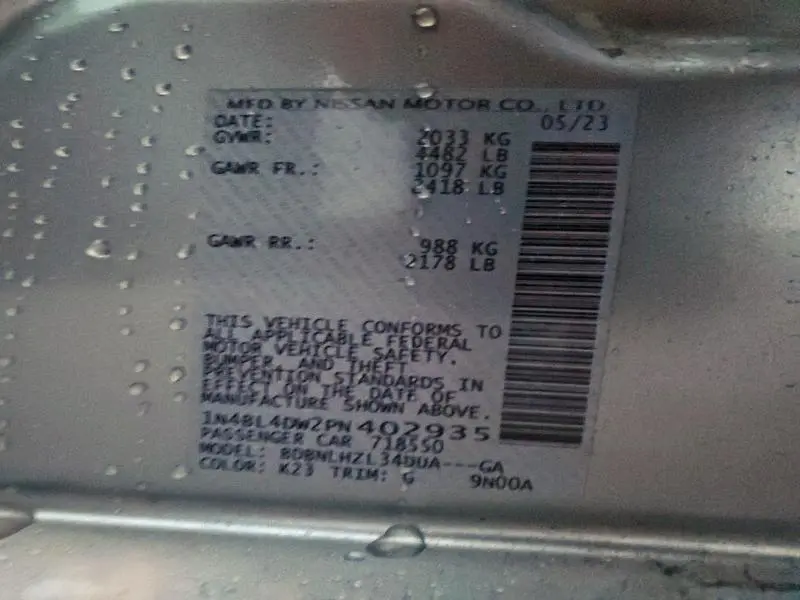 MFD BY NISSAN MOTOR CO., LTD
DATE: 05/23
GVWR: 2033 KG
4482 LB
GAWR FR.: 1097 KG
2418 LB
GAWR RR.: 988 KG
2178 LB
THIS VEHICLE CONFORMS TO
ALL APPLICABLE FEDERAL
MOTOR VEHICLE SAFETY,
BUMPER, AND THEFT
PREVENTION STANDARDS IN
EFFECT ON THE DATE OF
MANUFACTURE SHOWN ABOVE.
1N4BL4DW2PN402935
PASSENGER CAR 718550
MODEL: BDBNLHZL34DUA---GA
COLOR: K23 TRIM: G 9N00A